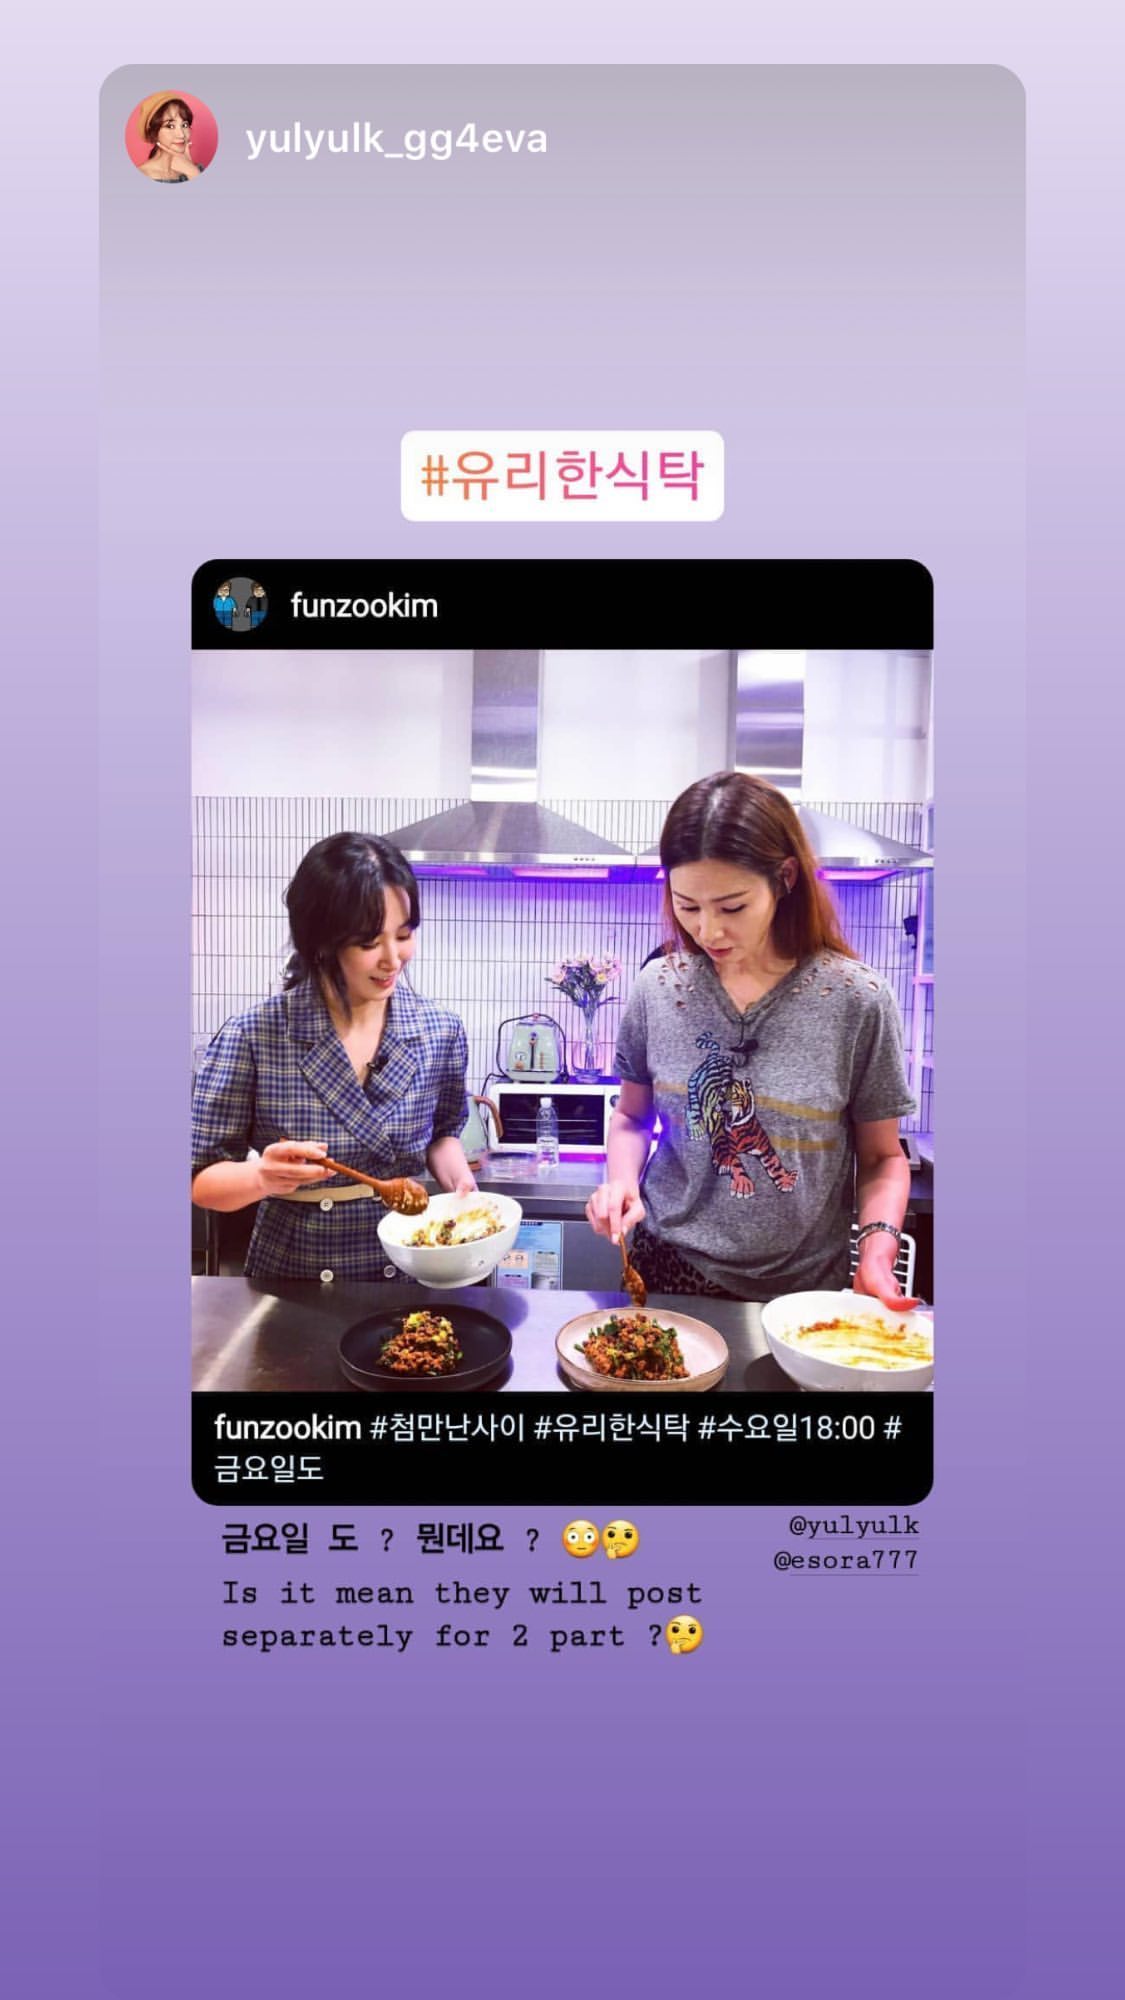 yulyulk_gg4eva
#유리한식탁
funzookim
funzookim #첨만난사이 #유리한식탁 #수요일18:00 #
금요일도
금요일 도 ? 뭔데요 ? 😳🤔
@yulyulk
@esora777
Is it mean they will post
separately for 2 part ?🤔